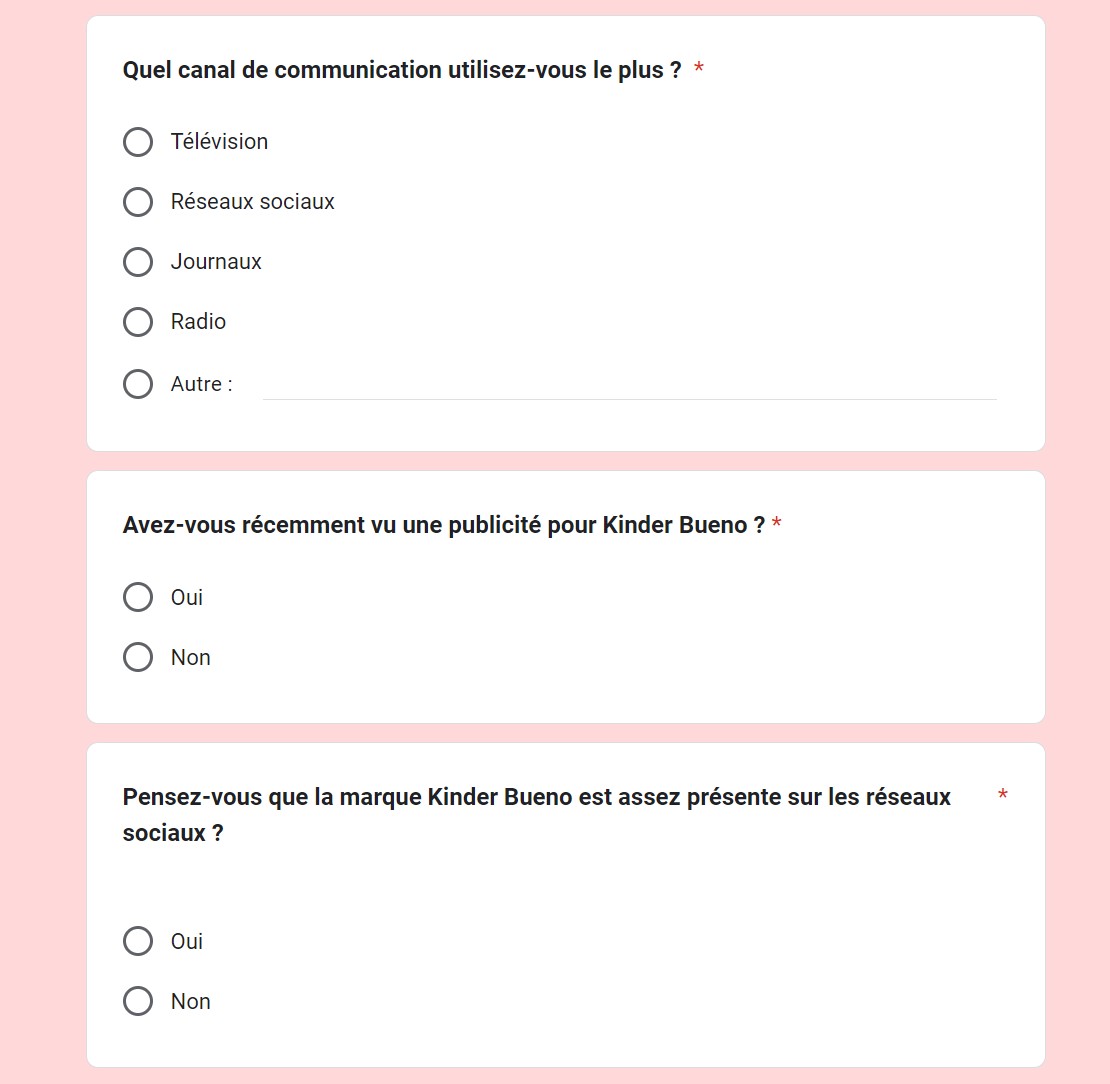 Quel canal de communication utilisez-vous le plus ? *
Télévision
Réseaux sociaux
Journaux
Radio
Autre :
Avez-vous récemment vu une publicité pour Kinder Bueno ? *
Oui
Non
Pensez-vous que la marque Kinder Bueno est assez présente sur les réseaux *
sociaux ?
Oui
Non